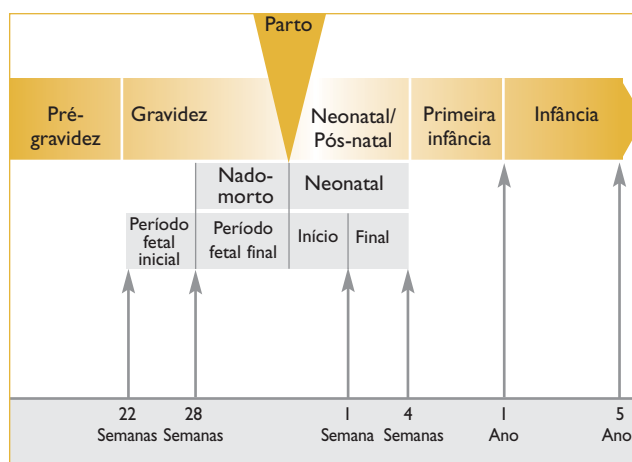 Parto
Pré-
gravidez
Gravidez
Neonatal/
Pós-natal
Primeira
infância
Infância
Nado-
morto
Neonatal
Período
fetal
inicial
Período
fetal final
Início
Final
22
Semanas
28
Semanas
1
Semana
4
Semanas
1
Ano
5
Ano